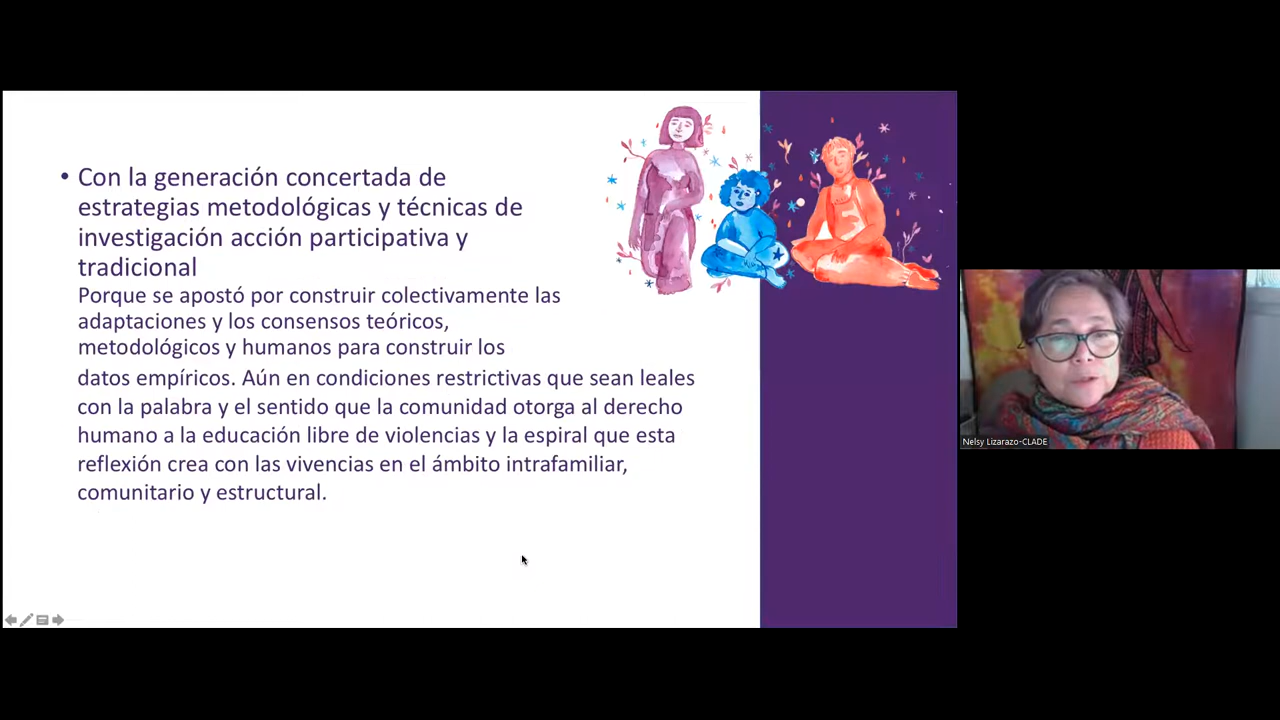 • Con la generación concertada de
estrategias metodológicas y técnicas de
investigación acción participativa y
tradicional
Porque se apostó por construir colectivamente las
adaptaciones y los consensos teóricos,
metodológicos y humanos para construir los
datos empíricos. Aún en condiciones restrictivas que sean leales
con la palabra y el sentido que la comunidad otorga al derecho
humano a la educación libre de violencias y la espiral que esta
reflexión crea con las vivencias en el ámbito intrafamiliar,
comunitario y estructural.
Nelsy Lizarazo-CLADE